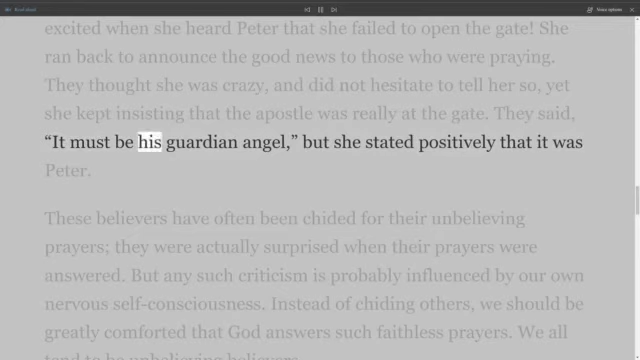 Read aloud
Voice options
excited when she heard Peter that she failed to open the gate! She
ran back to announce the good news to those who were praying.
They thought she was crazy, and did not hesitate to tell her so, yet
she kept insisting that the apostle was really at the gate. They said,
“It must be his guardian angel,” but she stated positively that it was
Peter.
These believers have often been chided for their unbelieving
prayers; they were actually surprised when their prayers were
answered. But any such criticism is probably influenced by our own
nervous self-consciousness. Instead of chiding others, we should be
greatly comforted that God answers such faithless prayers. We all
tend to be unbelieving believers.